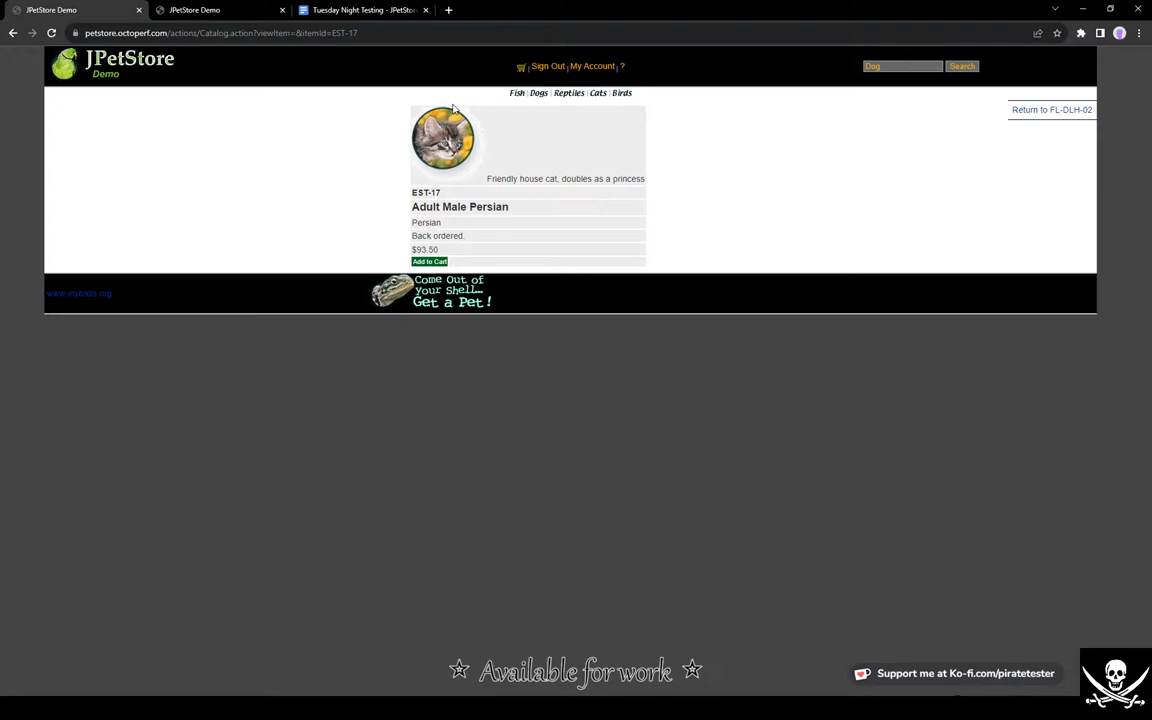 JPetStore Demo
JPetStore Demo
Tuesday Night Testing - JPetStor
petstore.octoperf.com/actions/Catalog.action?viewItem=&itemId=EST-17
JPetStore
Demo
Sign Out | My Account | ?
Dog
Search
Fish | Dogs | Reptiles | Cats | Birds
Return to FL-DLH-02
Friendly house cat, doubles as a princess
EST-17
Adult Male Persian
Persian
Back ordered.
$93.50
Add to Cart
Come Out of
your Shell...
Get a Pet!
Available for work
Support me at Ko-fi.com/piratetester